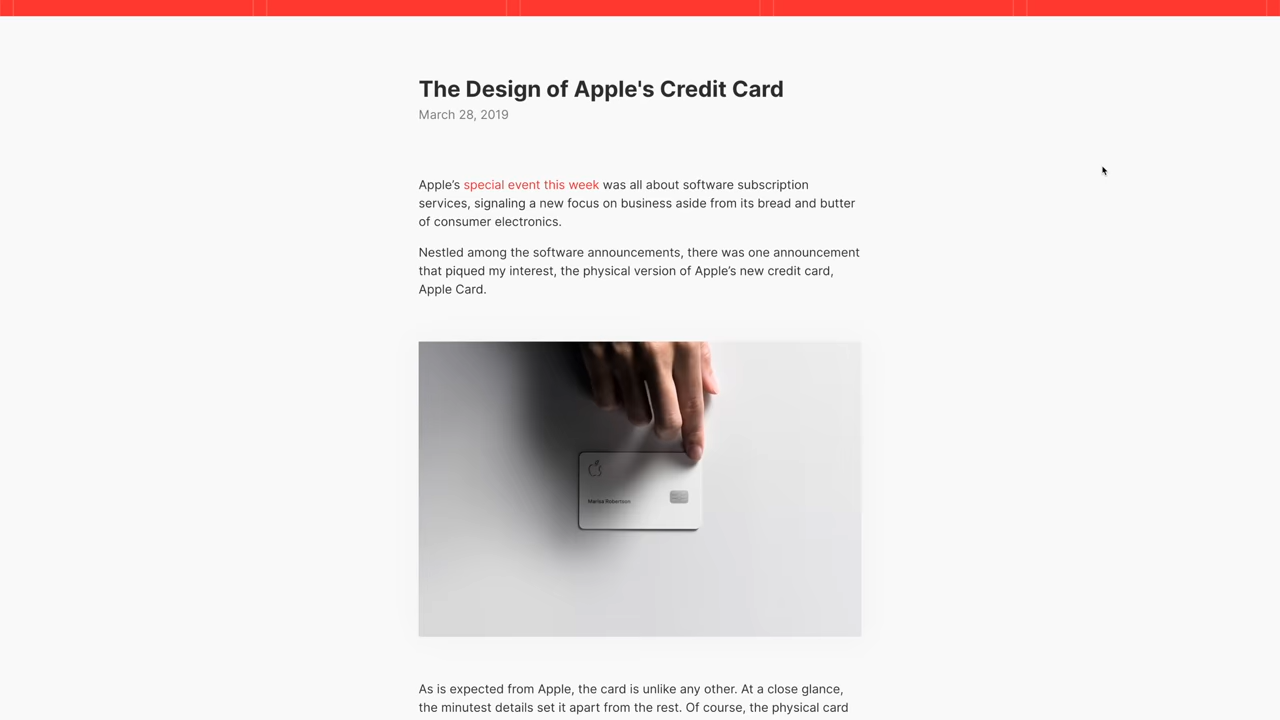 The Design of Apple's Credit Card
March 28, 2019
Apple’s special event this week was all about software subscription
services, signaling a new focus on business aside from its bread and butter
of consumer electronics.
Nestled among the software announcements, there was one announcement
that piqued my interest, the physical version of Apple’s new credit card,
Apple Card.
Marisa Robertson
As is expected from Apple, the card is unlike any other. At a close glance,
the minutest details set it apart from the rest. Of course, the physical card